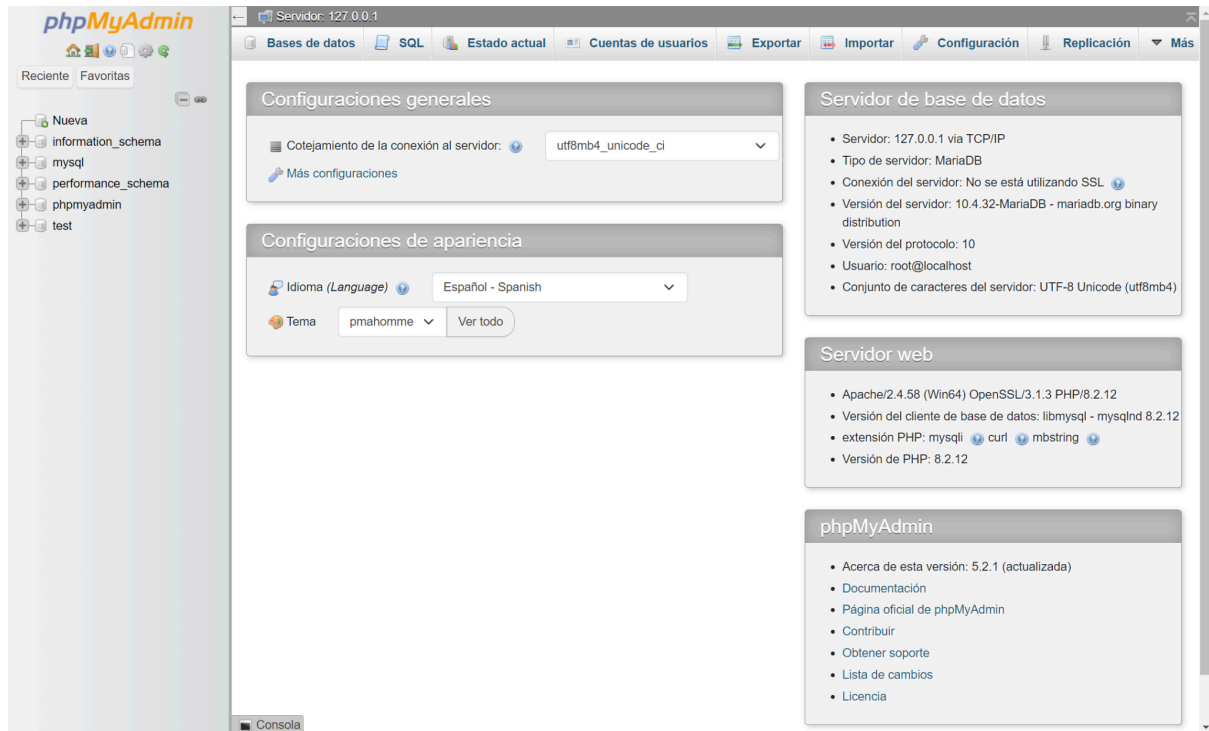 phpMyAdmin
Reciente Favoritas
Nueva
information_schema
mysql
performance_schema
phpmyadmin
test
Servidor: 127.0.0.1
Bases de datos SQL Estado actual Cuentas de usuarios Exportar Importar Configuración Replicación Más
Configuraciones generales
Cotejamiento de la conexión al servidor: utf8mb4_unicode_ci
Más configuraciones
Configuraciones de apariencia
Idioma (Language) Español - Spanish
Tema pmahomme Ver todo
Servidor de base de datos
• Servidor: 127.0.0.1 via TCP/IP
• Tipo de servidor: MariaDB
• Conexión del servidor: No se está utilizando SSL
• Versión del servidor: 10.4.32-MariaDB - mariadb.org binary
distribution
• Versión del protocolo: 10
• Usuario: root@localhost
• Conjunto de caracteres del servidor: UTF-8 Unicode (utf8mb4)
Servidor web
• Apache/2.4.58 (Win64) OpenSSL/3.1.3 PHP/8.2.12
• Versión del cliente de base de datos: libmysql - mysqlnd 8.2.12
• extensión PHP: mysqli curl mbstring
• Versión de PHP: 8.2.12
phpMyAdmin
• Acerca de esta versión: 5.2.1 (actualizada)
• Documentación
• Página oficial de phpMyAdmin
• Contribuir
• Obtener soporte
• Lista de cambios
• Licencia
Consola